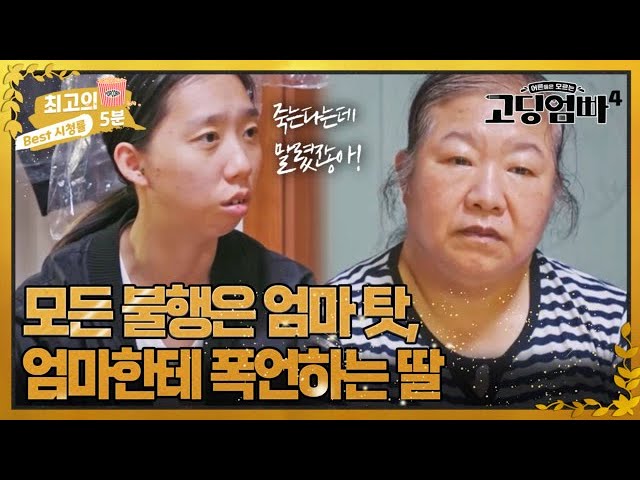 최고의
5분
Best 시청률
어른들은 모르는
고딩엄빠4
죽는다는데
말렸잖아!
모든 불행은 엄마 탓,
엄마한테 폭언하는 딸